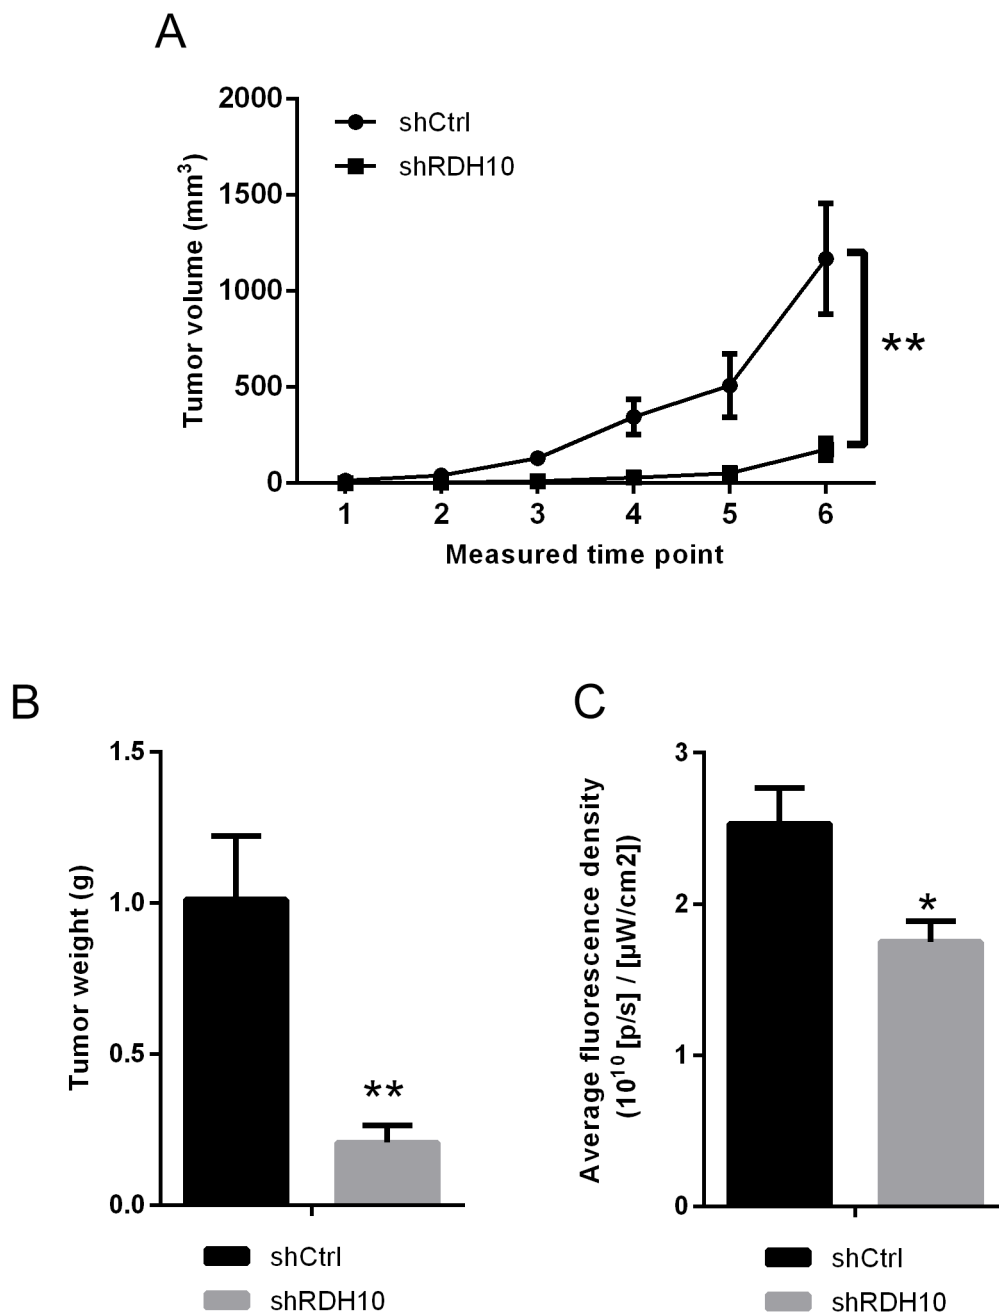 A
2000
1500
1000
500
0
Tumor volume (mm³)
shCtrl
shRDH10
**
1 2 3 4 5 6
Measured time point
B
1.5
1.0
0.5
0.0
Tumor weight (g)
**
shCtrl
shRDH10
C
3
2
1
0
Average fluorescence density
(10¹⁰ [p/s] / [µW/cm2])
*
shCtrl
shRDH10